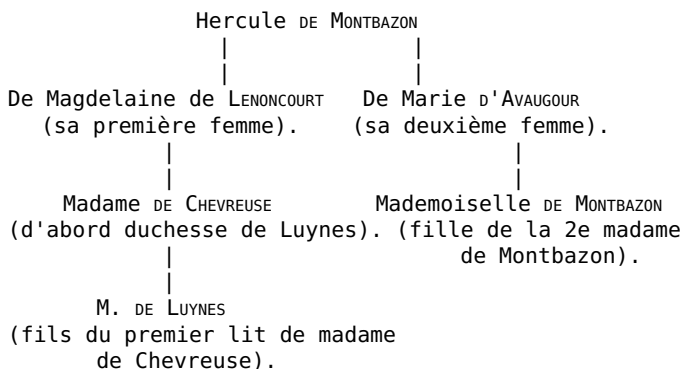 Hercule DE MONTBAZON
De Magdelaine de LENONCOURT De Marie D'AVAUGOUR
(sa première femme). (sa deuxième femme).
Madame DE CHEVREUSE Mademoiselle DE MONTBAZON
(d'abord duchesse de Luynes). (fille de la 2e madame
de Montbazon).
M. DE LUYNES
(fils du premier lit de madame
de Chevreuse).